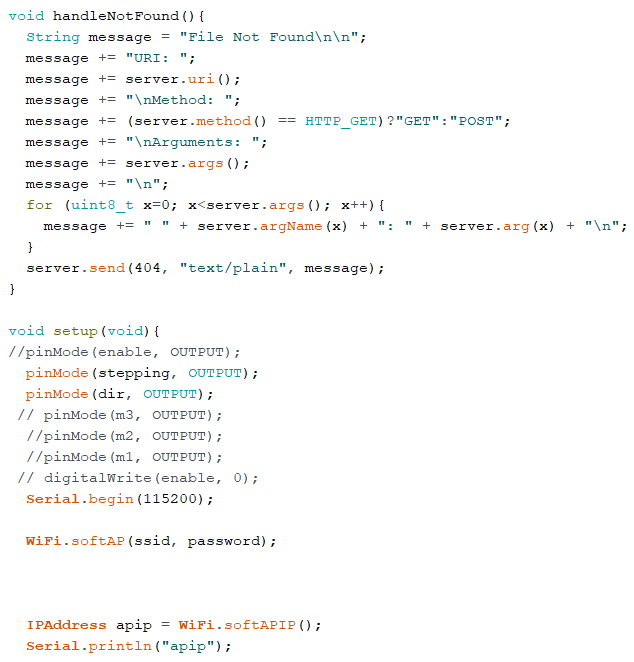 void handleNotFound(){
  String message = "File Not Found\n\n";
  message += "URI: ";
  message += server.uri();
  message += "\nMethod: ";
  message += (server.method() == HTTP_GET)?"GET":"POST";
  message += "\nArguments: ";
  message += server.args();
  message += "\n";
  for (uint8_t x=0; x<server.args(); x++){
    message += " " + server.argName(x) + ": " + server.arg(x) + "\n";
  }
  server.send(404, "text/plain", message);
}

void setup(void){
//pinMode(enable, OUTPUT);
  pinMode(stepping, OUTPUT);
  pinMode(dir, OUTPUT);
 // pinMode(m3, OUTPUT);
  //pinMode(m2, OUTPUT);
  //pinMode(m1, OUTPUT);
 // digitalWrite(enable, 0);
  Serial.begin(115200);

  WiFi.softAP(ssid, password);

  IPAddress apip = WiFi.softAPIP();
  Serial.println("apip");